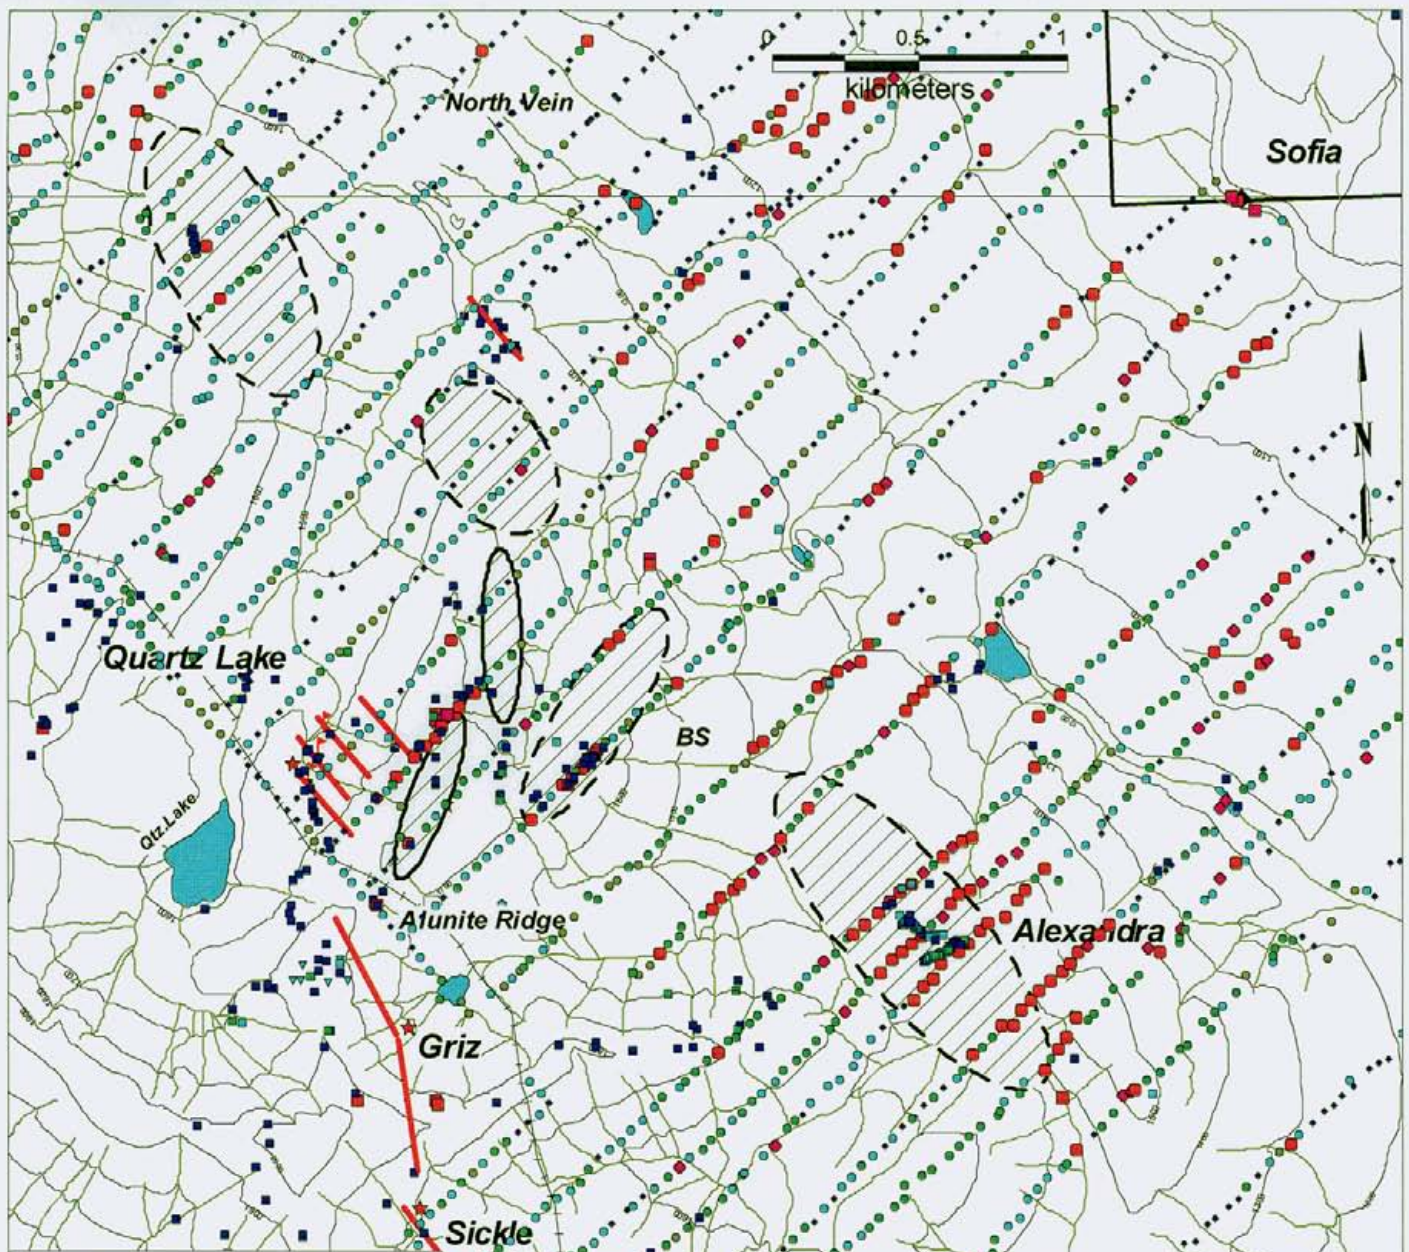 0 0.5 1
kilometers
North Vein
Sofia
N
Quartz Lake
BS
Qtz.Lake
Alunite Ridge
Alexandra
Griz
Sickle